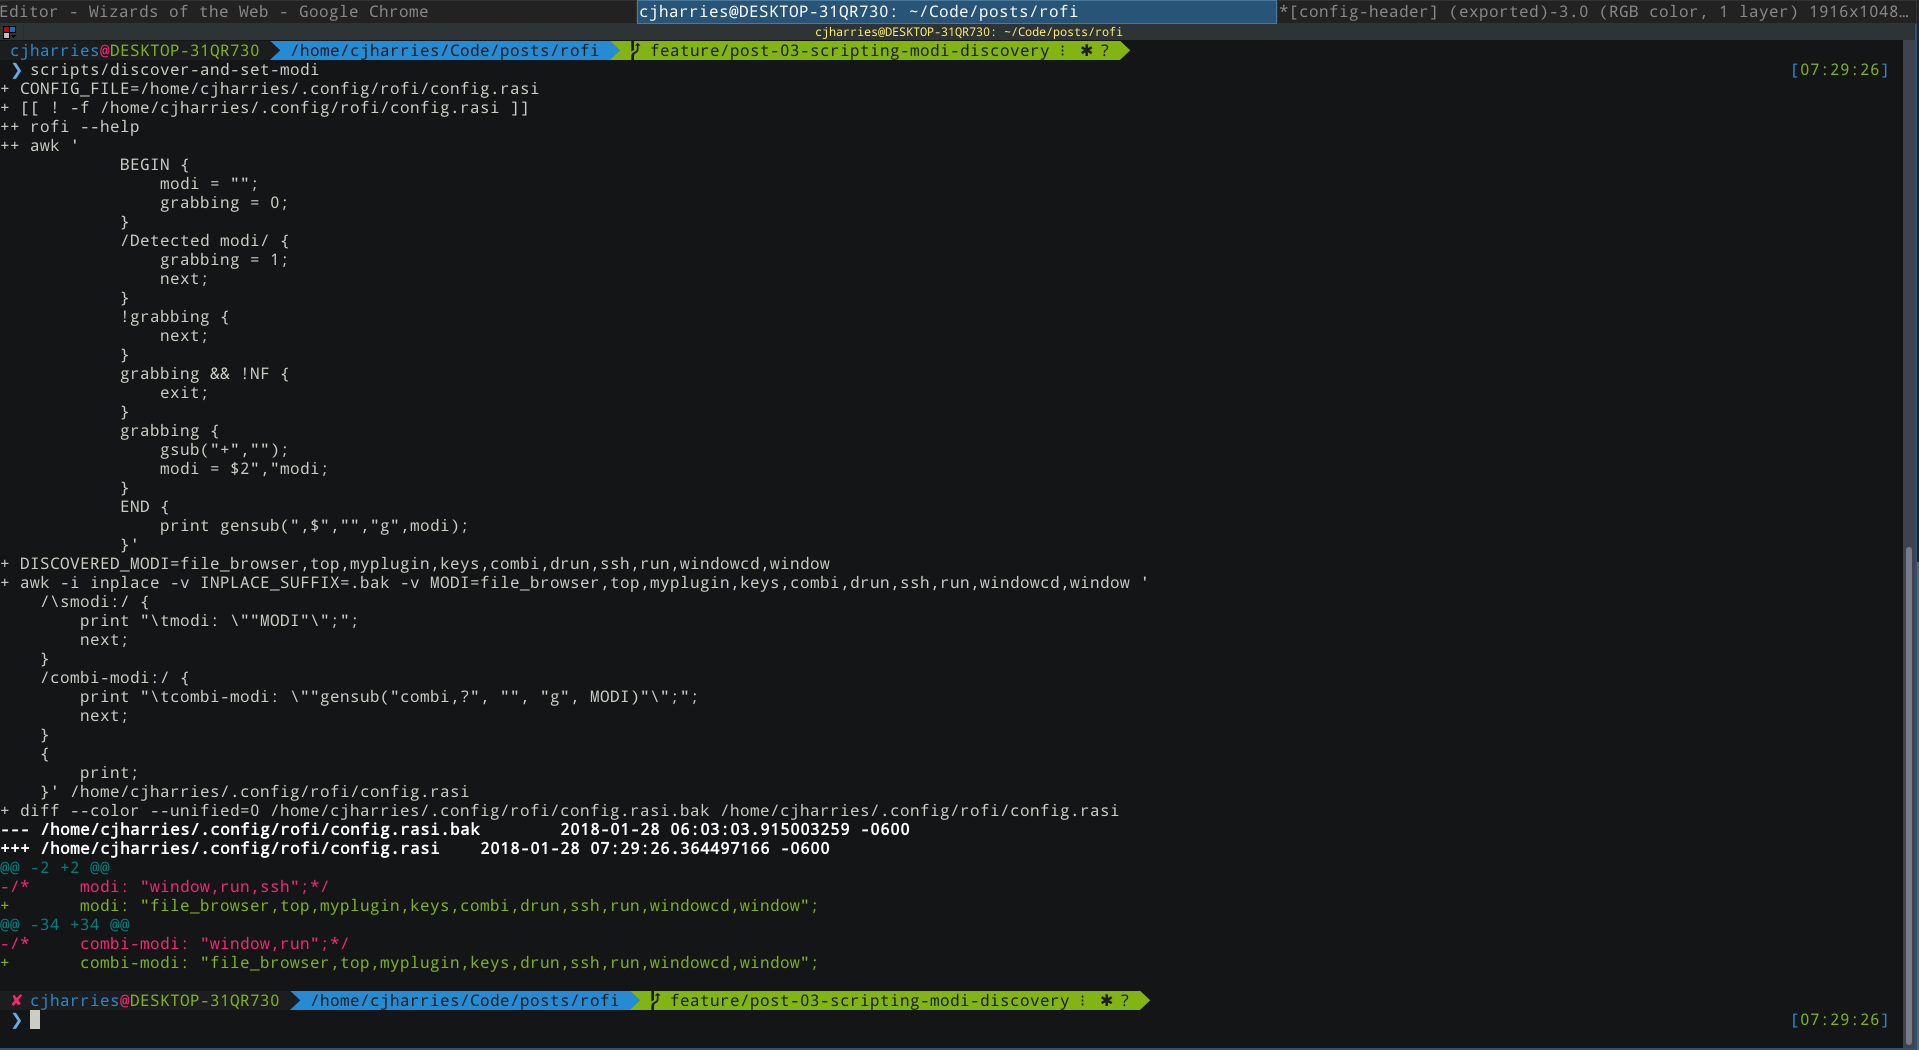 Editor - Wizards of the Web - Google Chrome
cjharries@DESKTOP-31QR730: ~/Code/posts/rofi
*[config-header] (exported)-3.0 (RGB color, 1 layer) 1916x1048…
cjharries@DESKTOP-31QR730: ~/Code/posts/rofi
cjharries@DESKTOP-31QR730 /home/cjharries/Code/posts/rofi feature/post-03-scripting-modi-discovery ⁝ ✱ ?
❯ scripts/discover-and-set-modi [07:29:26]
+ CONFIG_FILE=/home/cjharries/.config/rofi/config.rasi
+ [[ ! -f /home/cjharries/.config/rofi/config.rasi ]]
++ rofi --help
++ awk '
            BEGIN {
                modi = "";
                grabbing = 0;
            }
            /Detected modi/ {
                grabbing = 1;
                next;
            }
            !grabbing {
                next;
            }
            grabbing && !NF {
                exit;
            }
            grabbing {
                gsub("+","");
                modi = $2","modi;
            }
            END {
                print gensub(",$","","g",modi);
            }'
+ DISCOVERED_MODI=file_browser,top,myplugin,keys,combi,drun,ssh,run,windowcd,window
+ awk -i inplace -v INPLACE_SUFFIX=.bak -v MODI=file_browser,top,myplugin,keys,combi,drun,ssh,run,windowcd,window '
    /\smodi:/ {
        print "\tmodi: \""MODI"\";";
        next;
    }
    /combi-modi:/ {
        print "\tcombi-modi: \""gensub("combi,?", "", "g", MODI)"\";";
        next;
    }
    {
        print;
    }' /home/cjharries/.config/rofi/config.rasi
+ diff --color --unified=0 /home/cjharries/.config/rofi/config.rasi.bak /home/cjharries/.config/rofi/config.rasi
--- /home/cjharries/.config/rofi/config.rasi.bak        2018-01-28 06:03:03.915003259 -0600
+++ /home/cjharries/.config/rofi/config.rasi    2018-01-28 07:29:26.364497166 -0600
@@ -2 +2 @@
-/*     modi: "window,run,ssh";*/
+       modi: "file_browser,top,myplugin,keys,combi,drun,ssh,run,windowcd,window";
@@ -34 +34 @@
-/*     combi-modi: "window,run";*/
+       combi-modi: "file_browser,top,myplugin,keys,drun,ssh,run,windowcd,window";
✘ cjharries@DESKTOP-31QR730 /home/cjharries/Code/posts/rofi feature/post-03-scripting-modi-discovery ⁝ ✱ ?
❯ [07:29:26]